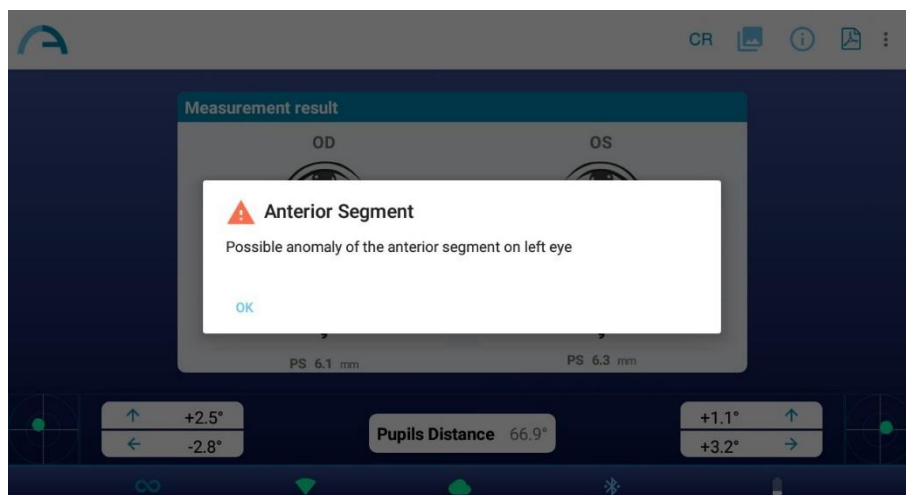 CR
Measurement result
OD OS
Anterior Segment
Possible anomaly of the anterior segment on left eye
OK
PS 6.1 mm PS 6.3 mm
+2.5° +1.1°
Pupils Distance 66.9°
-2.8° +3.2°